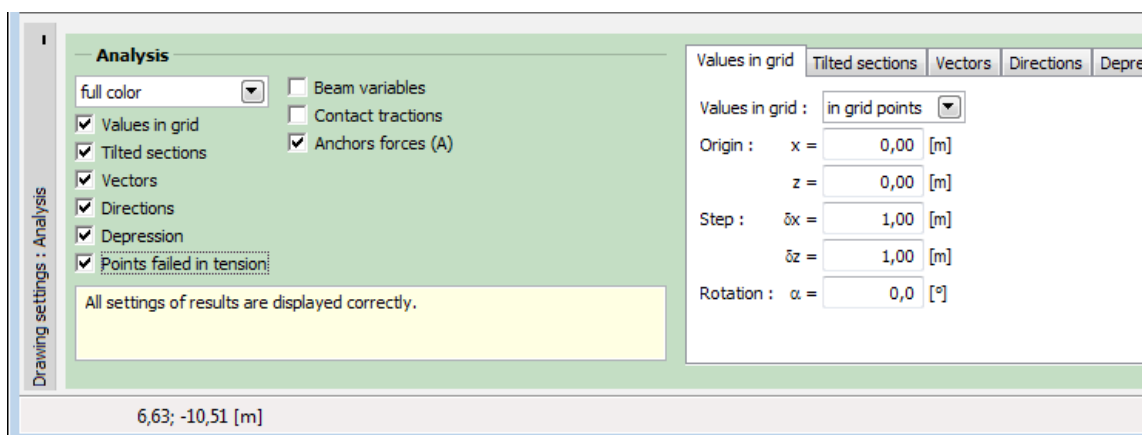 Analysis
full color
Values in grid
Tilted sections
Vectors
Directions
Depression
Points failed in tension
Beam variables
Contact tractions
Anchors forces (A)
All settings of results are displayed correctly.
Values in grid Tilted sections Vectors Directions Depre
Values in grid : in grid points
Origin : x = 0,00 [m]
z = 0,00 [m]
Step : δx = 1,00 [m]
δz = 1,00 [m]
Rotation : α = 0,0 [°]
Drawing settings : Analysis
6,63; -10,51 [m]